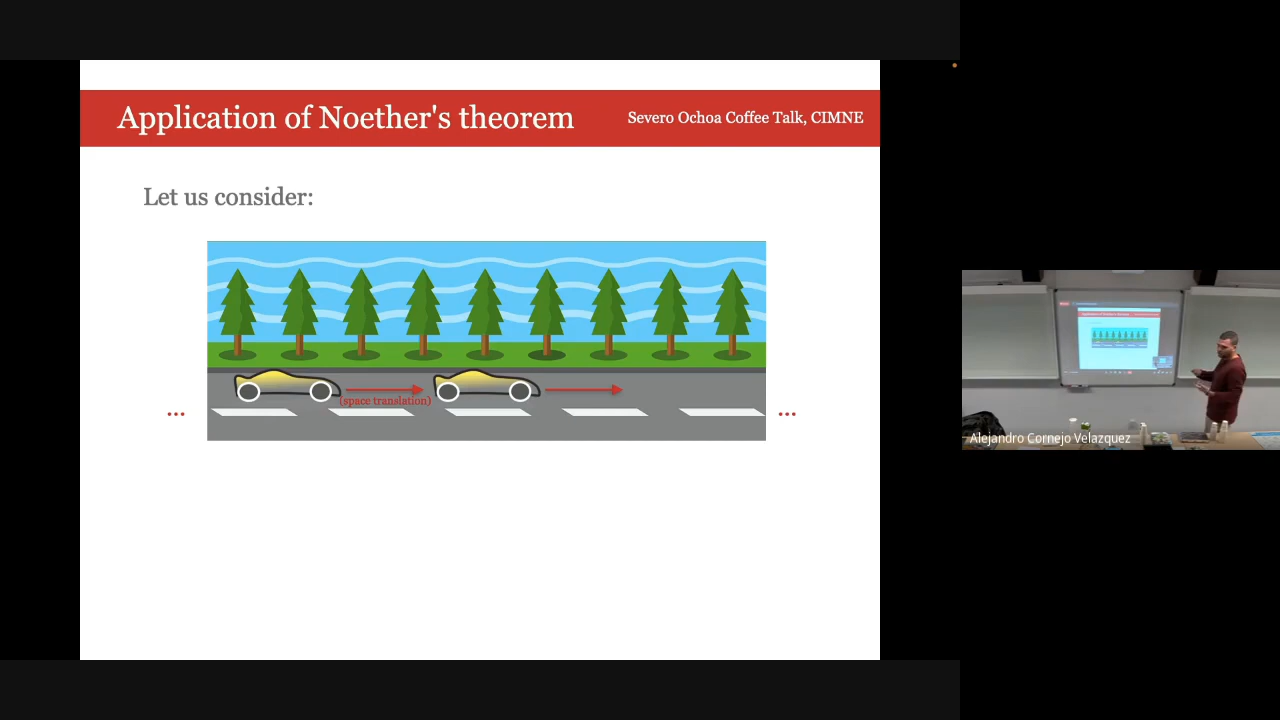 Application of Noether's theorem
Severo Ochoa Coffee Talk, CIMNE
Let us consider:
(space translation)
...
...
Alejandro Cornejo Velazquez